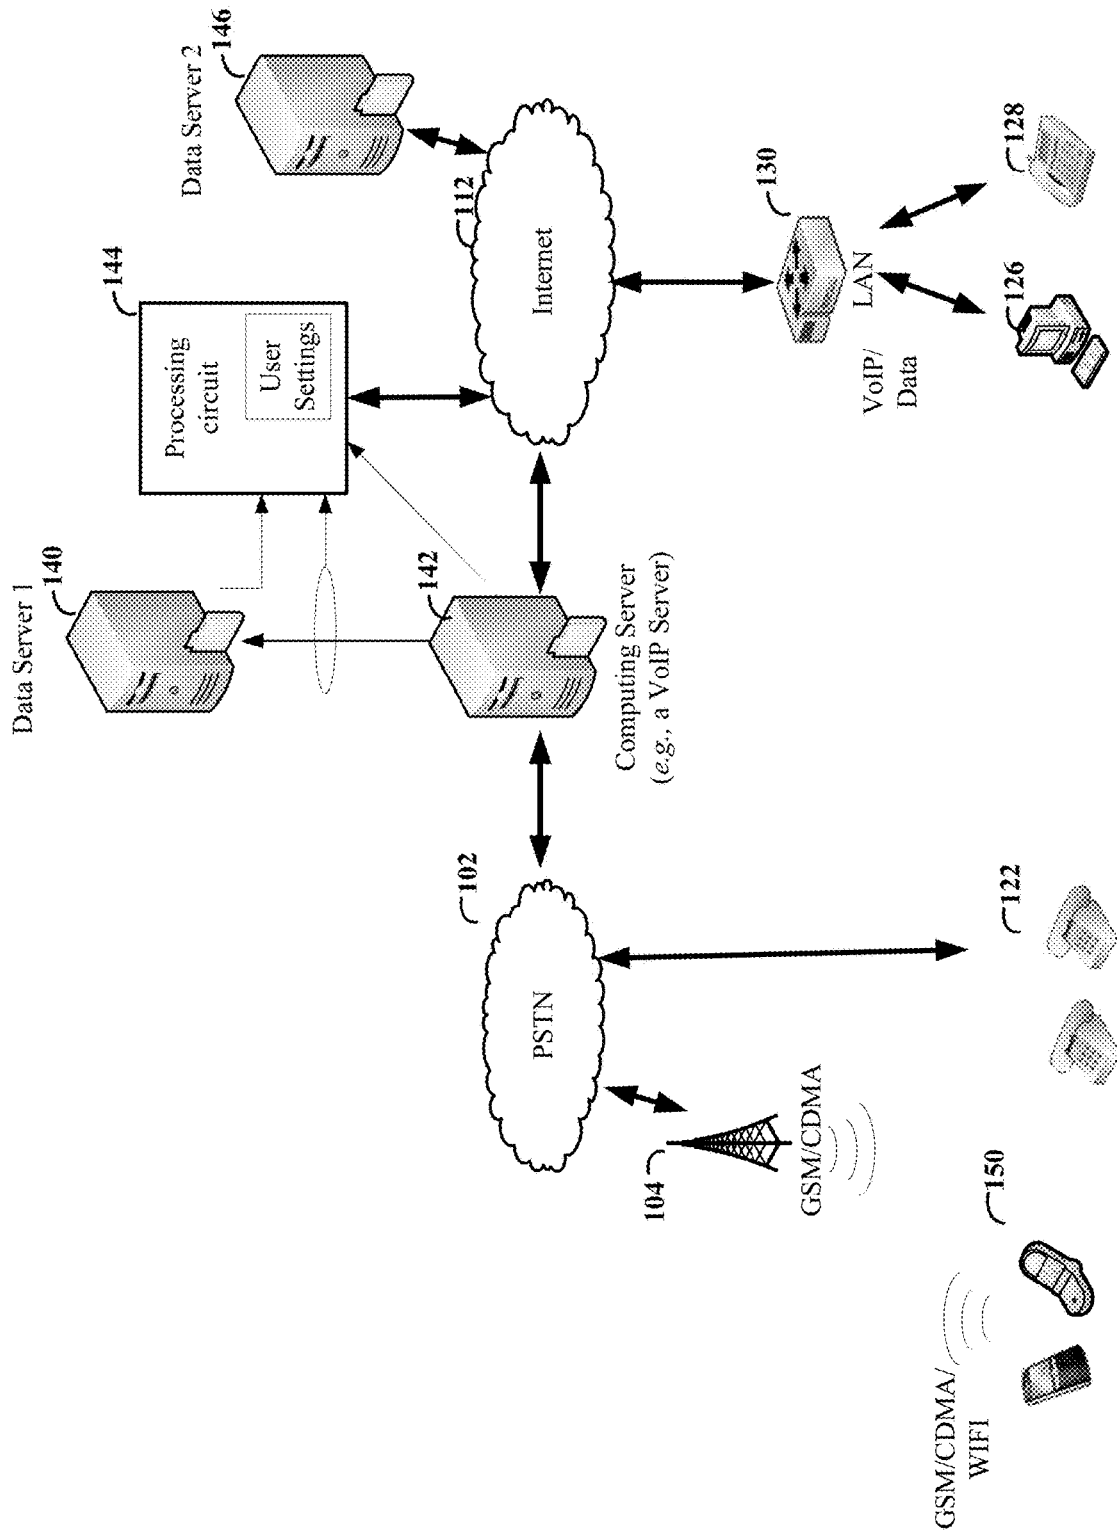 Data Server 1
140
144
Processing
circuit
User
Settings
Data Server 2
146
142
Computing Server
(e.g., a VoIP Server)
112
Internet
102
PSTN
104
GSM/CDMA
130
LAN
VoIP/
Data
GSM/CDMA/
WIFI
150
122
126
128